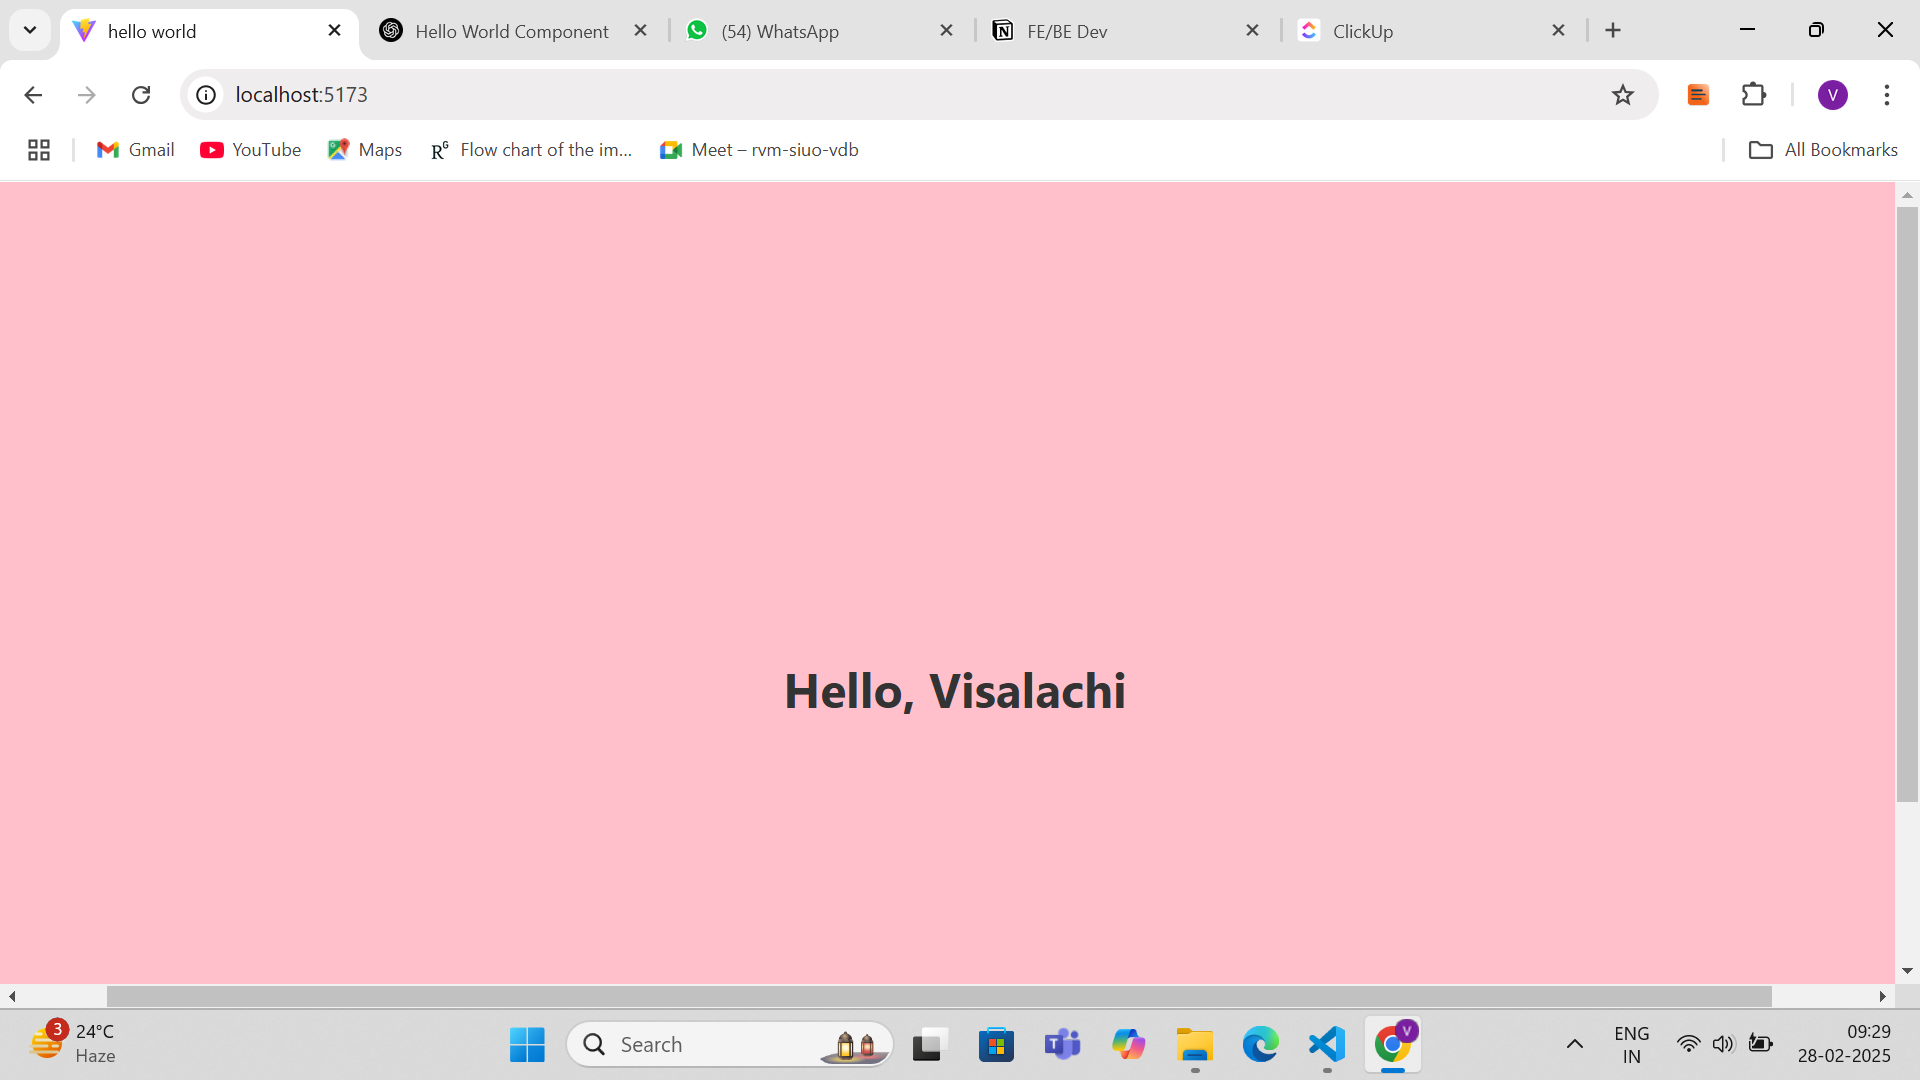 hello world
Hello World Component
(54) WhatsApp
FE/BE Dev
ClickUp
localhost:5173
V
Gmail
YouTube
Maps
RG Flow chart of the im...
Meet – rvm-siuo-vdb
All Bookmarks
Hello, Visalachi
3
24°C
Haze
Search
T
V
ENG
IN
09:29
28-02-2025